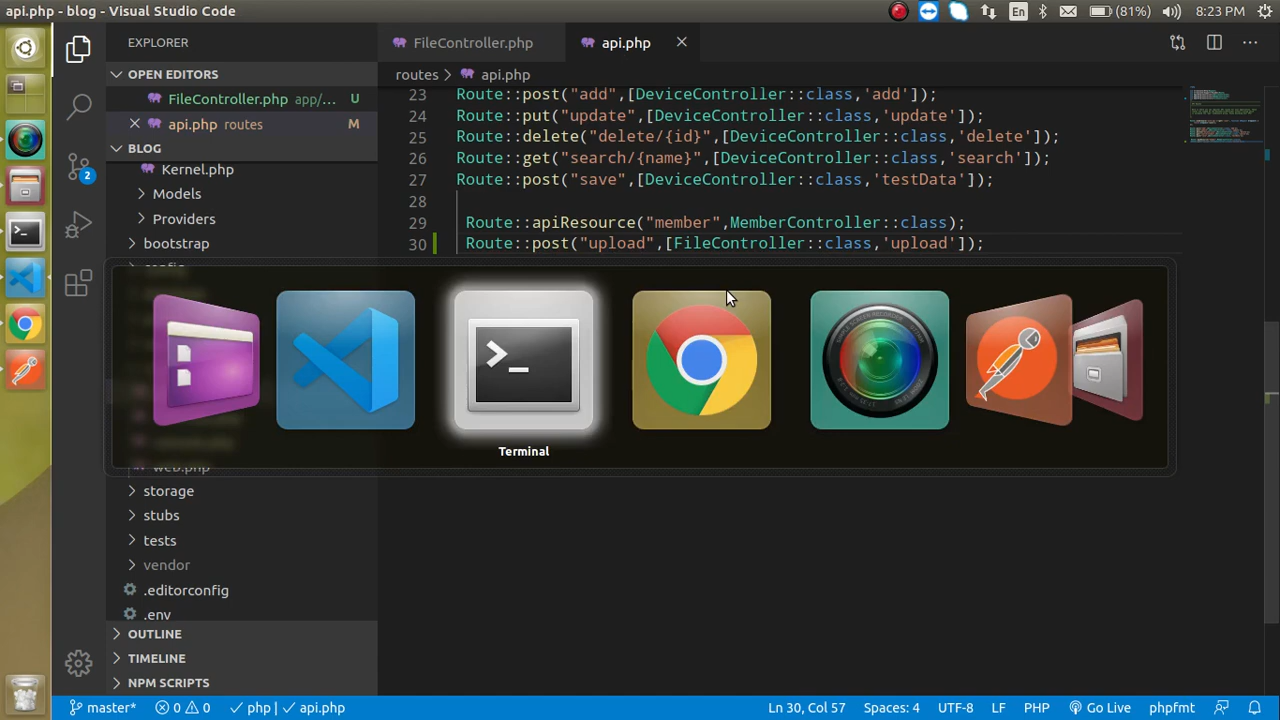 api.php - blog - Visual Studio Code
En
(81%)
8:23 PM
EXPLORER
OPEN EDITORS
FileController.php app/... U
api.php routes M
BLOG
Kernel.php
Models
Providers
bootstrap
web.php
storage
stubs
tests
vendor
.editorconfig
.env
OUTLINE
TIMELINE
NPM SCRIPTS
2
FileController.php
api.php
routes > api.php
23 Route::post("add",[DeviceController::class,'add']);
24 Route::put("update",[DeviceController::class,'update']);
25 Route::delete("delete/{id}",[DeviceController::class,'delete']);
26 Route::get("search/{name}",[DeviceController::class,'search']);
27 Route::post("save",[DeviceController::class,'testData']);
28
29 Route::apiResource("member",MemberController::class);
30 Route::post("upload",[FileController::class,'upload']);
Terminal
master*
0
0
php | ✓ api.php
Ln 30, Col 57
Spaces: 4
UTF-8
LF
PHP
Go Live
phpfmt